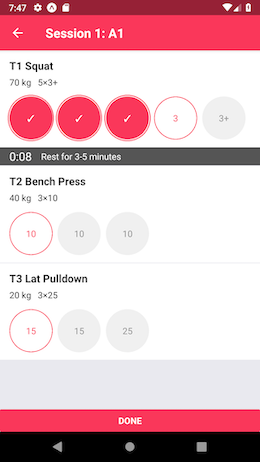 7:47
Session 1: A1
T1 Squat
70 kg 5×3+
✓ ✓ ✓ 3 3+
0:08 Rest for 3-5 minutes
T2 Bench Press
40 kg 3×10
10 10 10
T3 Lat Pulldown
20 kg 3×25
15 15 25
DONE